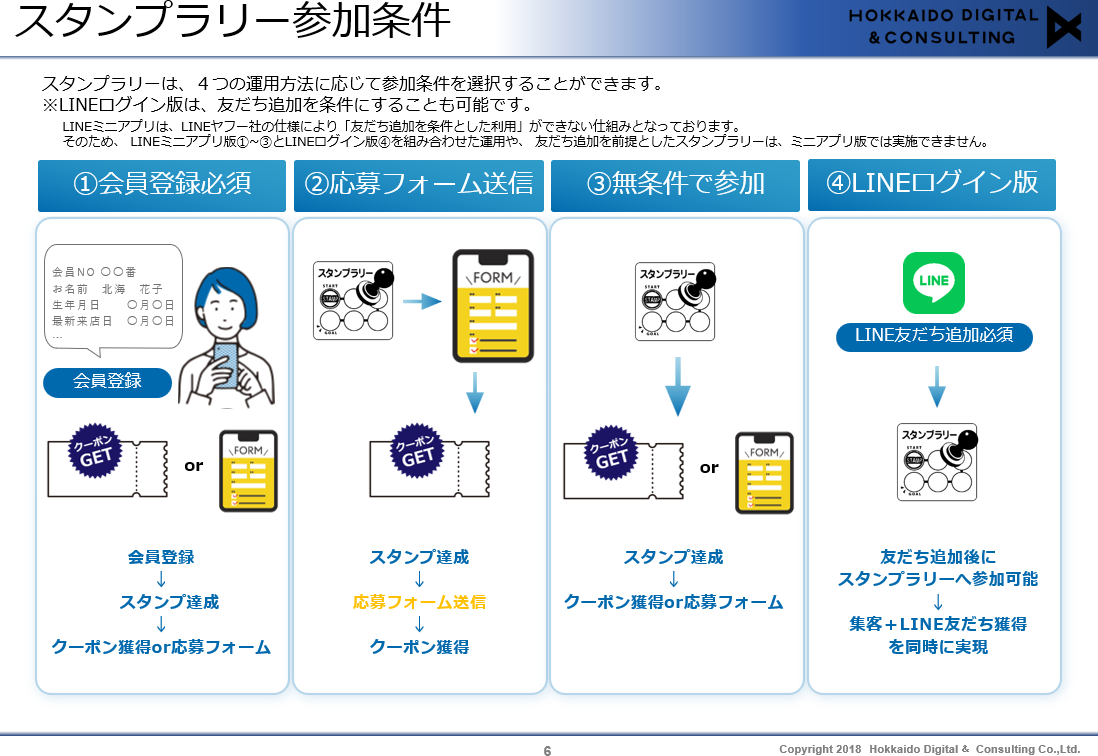 スタンプラリー参加条件
HOKKAIDO DIGITAL
&CONSULTING
スタンプラリーは、４つの運用方法に応じて参加条件を選択することができます。
※LINEログイン版は、友だち追加を条件にすることも可能です。
LINEミニアプリは、LINEヤフー社の仕様により「友だち追加を条件とした利用」ができない仕組みとなっております。
そのため、 LINEミニアプリ版①~③とLINEログイン版④を組み合わせた運用や、 友だち追加を前提としたスタンプラリーは、ミニアプリ版では実施できません。
①会員登録必須
会員NO 〇〇番
お名前　北海　花子
生年月日　　〇月〇日
最新来店日　〇月〇日
…
会員登録
クーポン
GET
or
FORM
会員登録
↓
スタンプ達成
↓
クーポン獲得or応募フォーム
②応募フォーム送信
スタンプラリー
START
STAMP
GOAL
FORM
クーポン
GET
スタンプ達成
↓
応募フォーム送信
↓
クーポン獲得
③無条件で参加
スタンプラリー
START
STAMP
GOAL
クーポン
GET
or
FORM
スタンプ達成
↓
クーポン獲得or応募フォーム
④LINEログイン版
LINE
LINE友だち追加必須
スタンプラリー
START
STAMP
GOAL
友だち追加後に
スタンプラリーへ参加可能
↓
集客＋LINE友だち獲得
を同時に実現
6
Copyright 2018 Hokkaido Digital & Consulting Co.,Ltd.